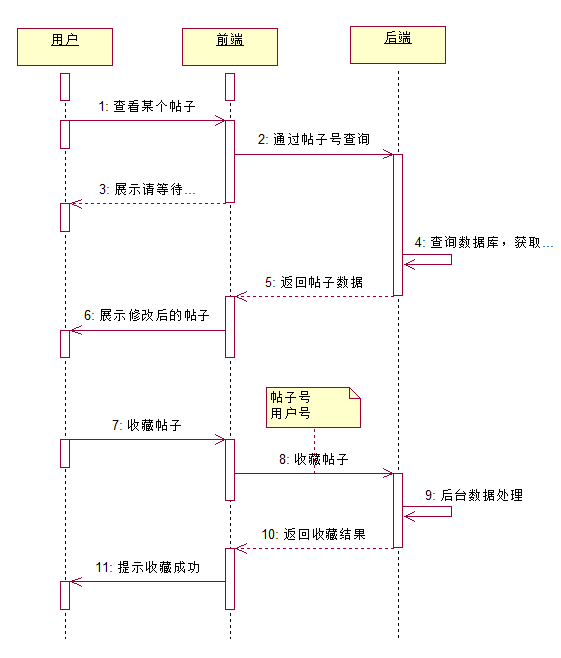 用户
前端
后端
1: 查看某个帖子
2: 通过帖子号查询
3: 展示请等待...
4: 查询数据库，获取...
5: 返回帖子数据
6: 展示修改后的帖子
帖子号
用户号
7: 收藏帖子
8: 收藏帖子
9: 后台数据处理
10: 返回收藏结果
11: 提示收藏成功